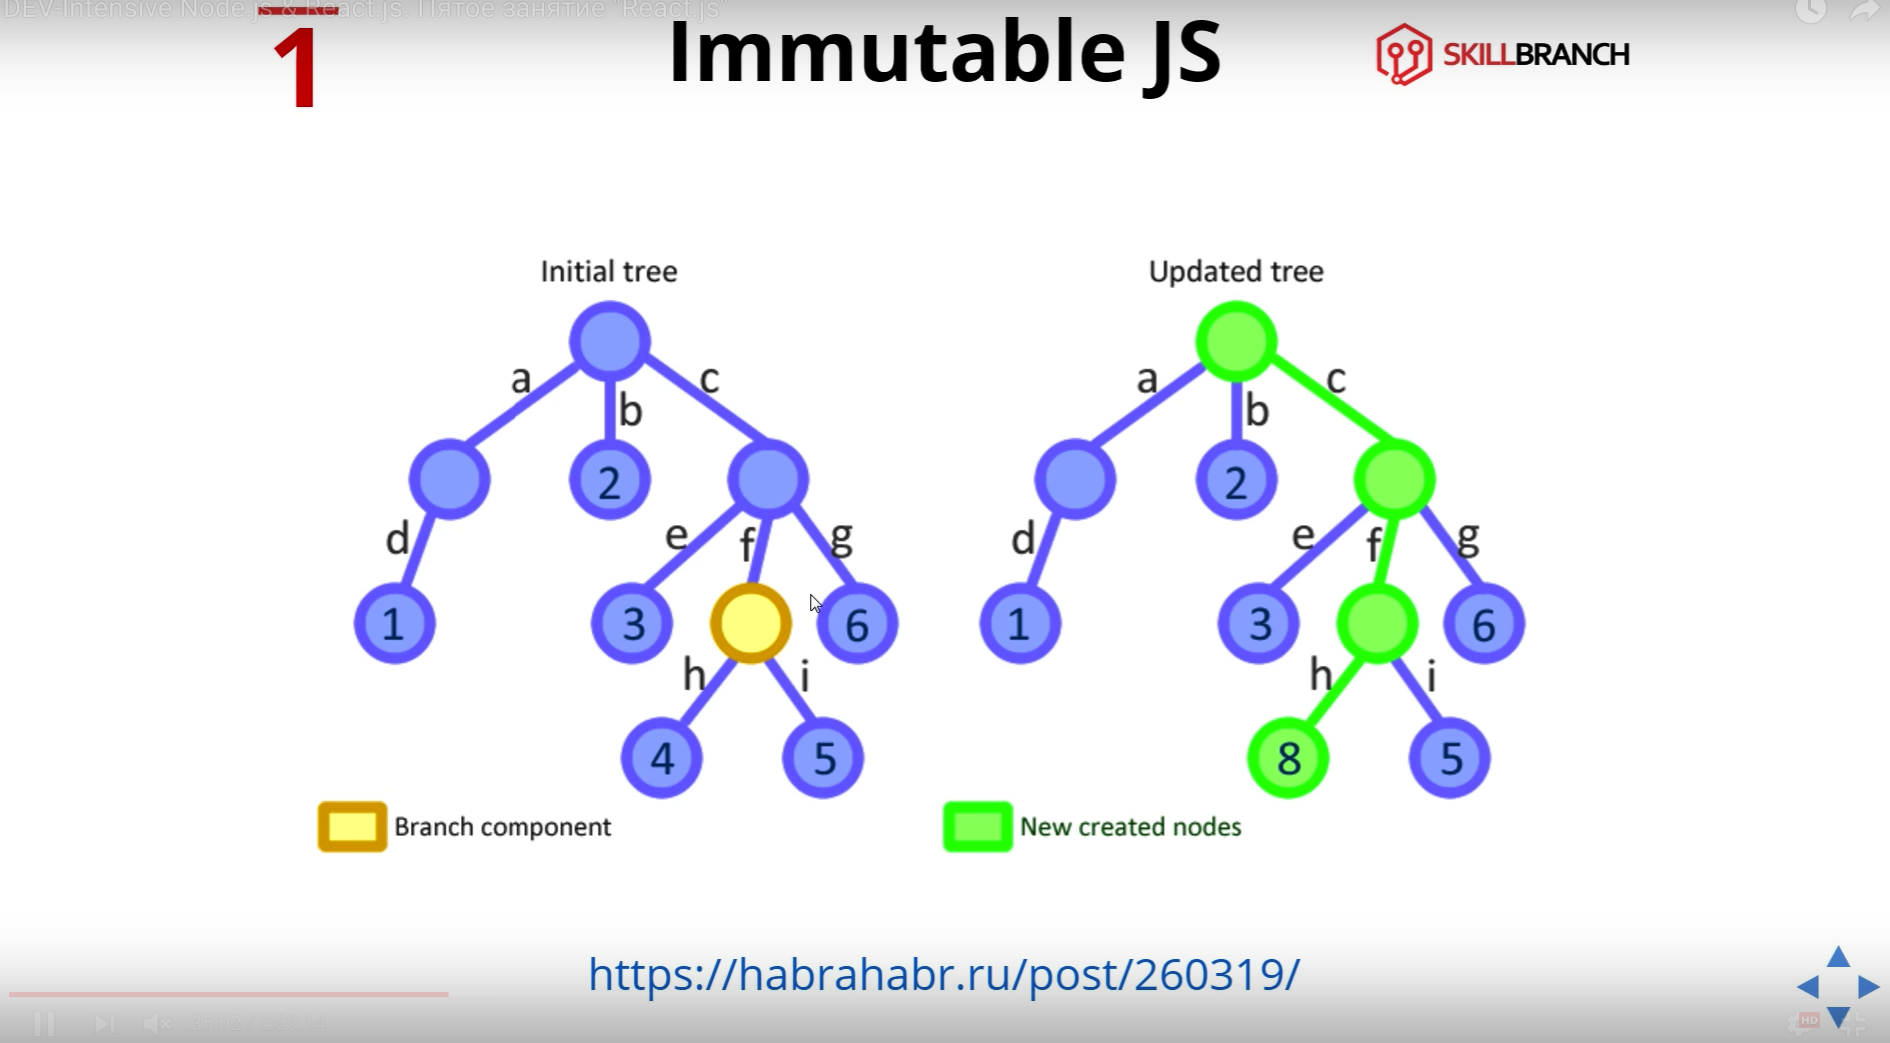 DEV-Intensive Node.js & React.js. Пятое занятие "React.js"
1
Immutable JS
SKILLBRANCH
Initial tree
Updated tree
a
c
a
c
b
b
2
2
d
e
f
g
d
e
f
g
1
3
6
1
3
6
h
i
h
i
4
5
8
5
Branch component
New created nodes
https://habrahabr.ru/post/260319/
HD